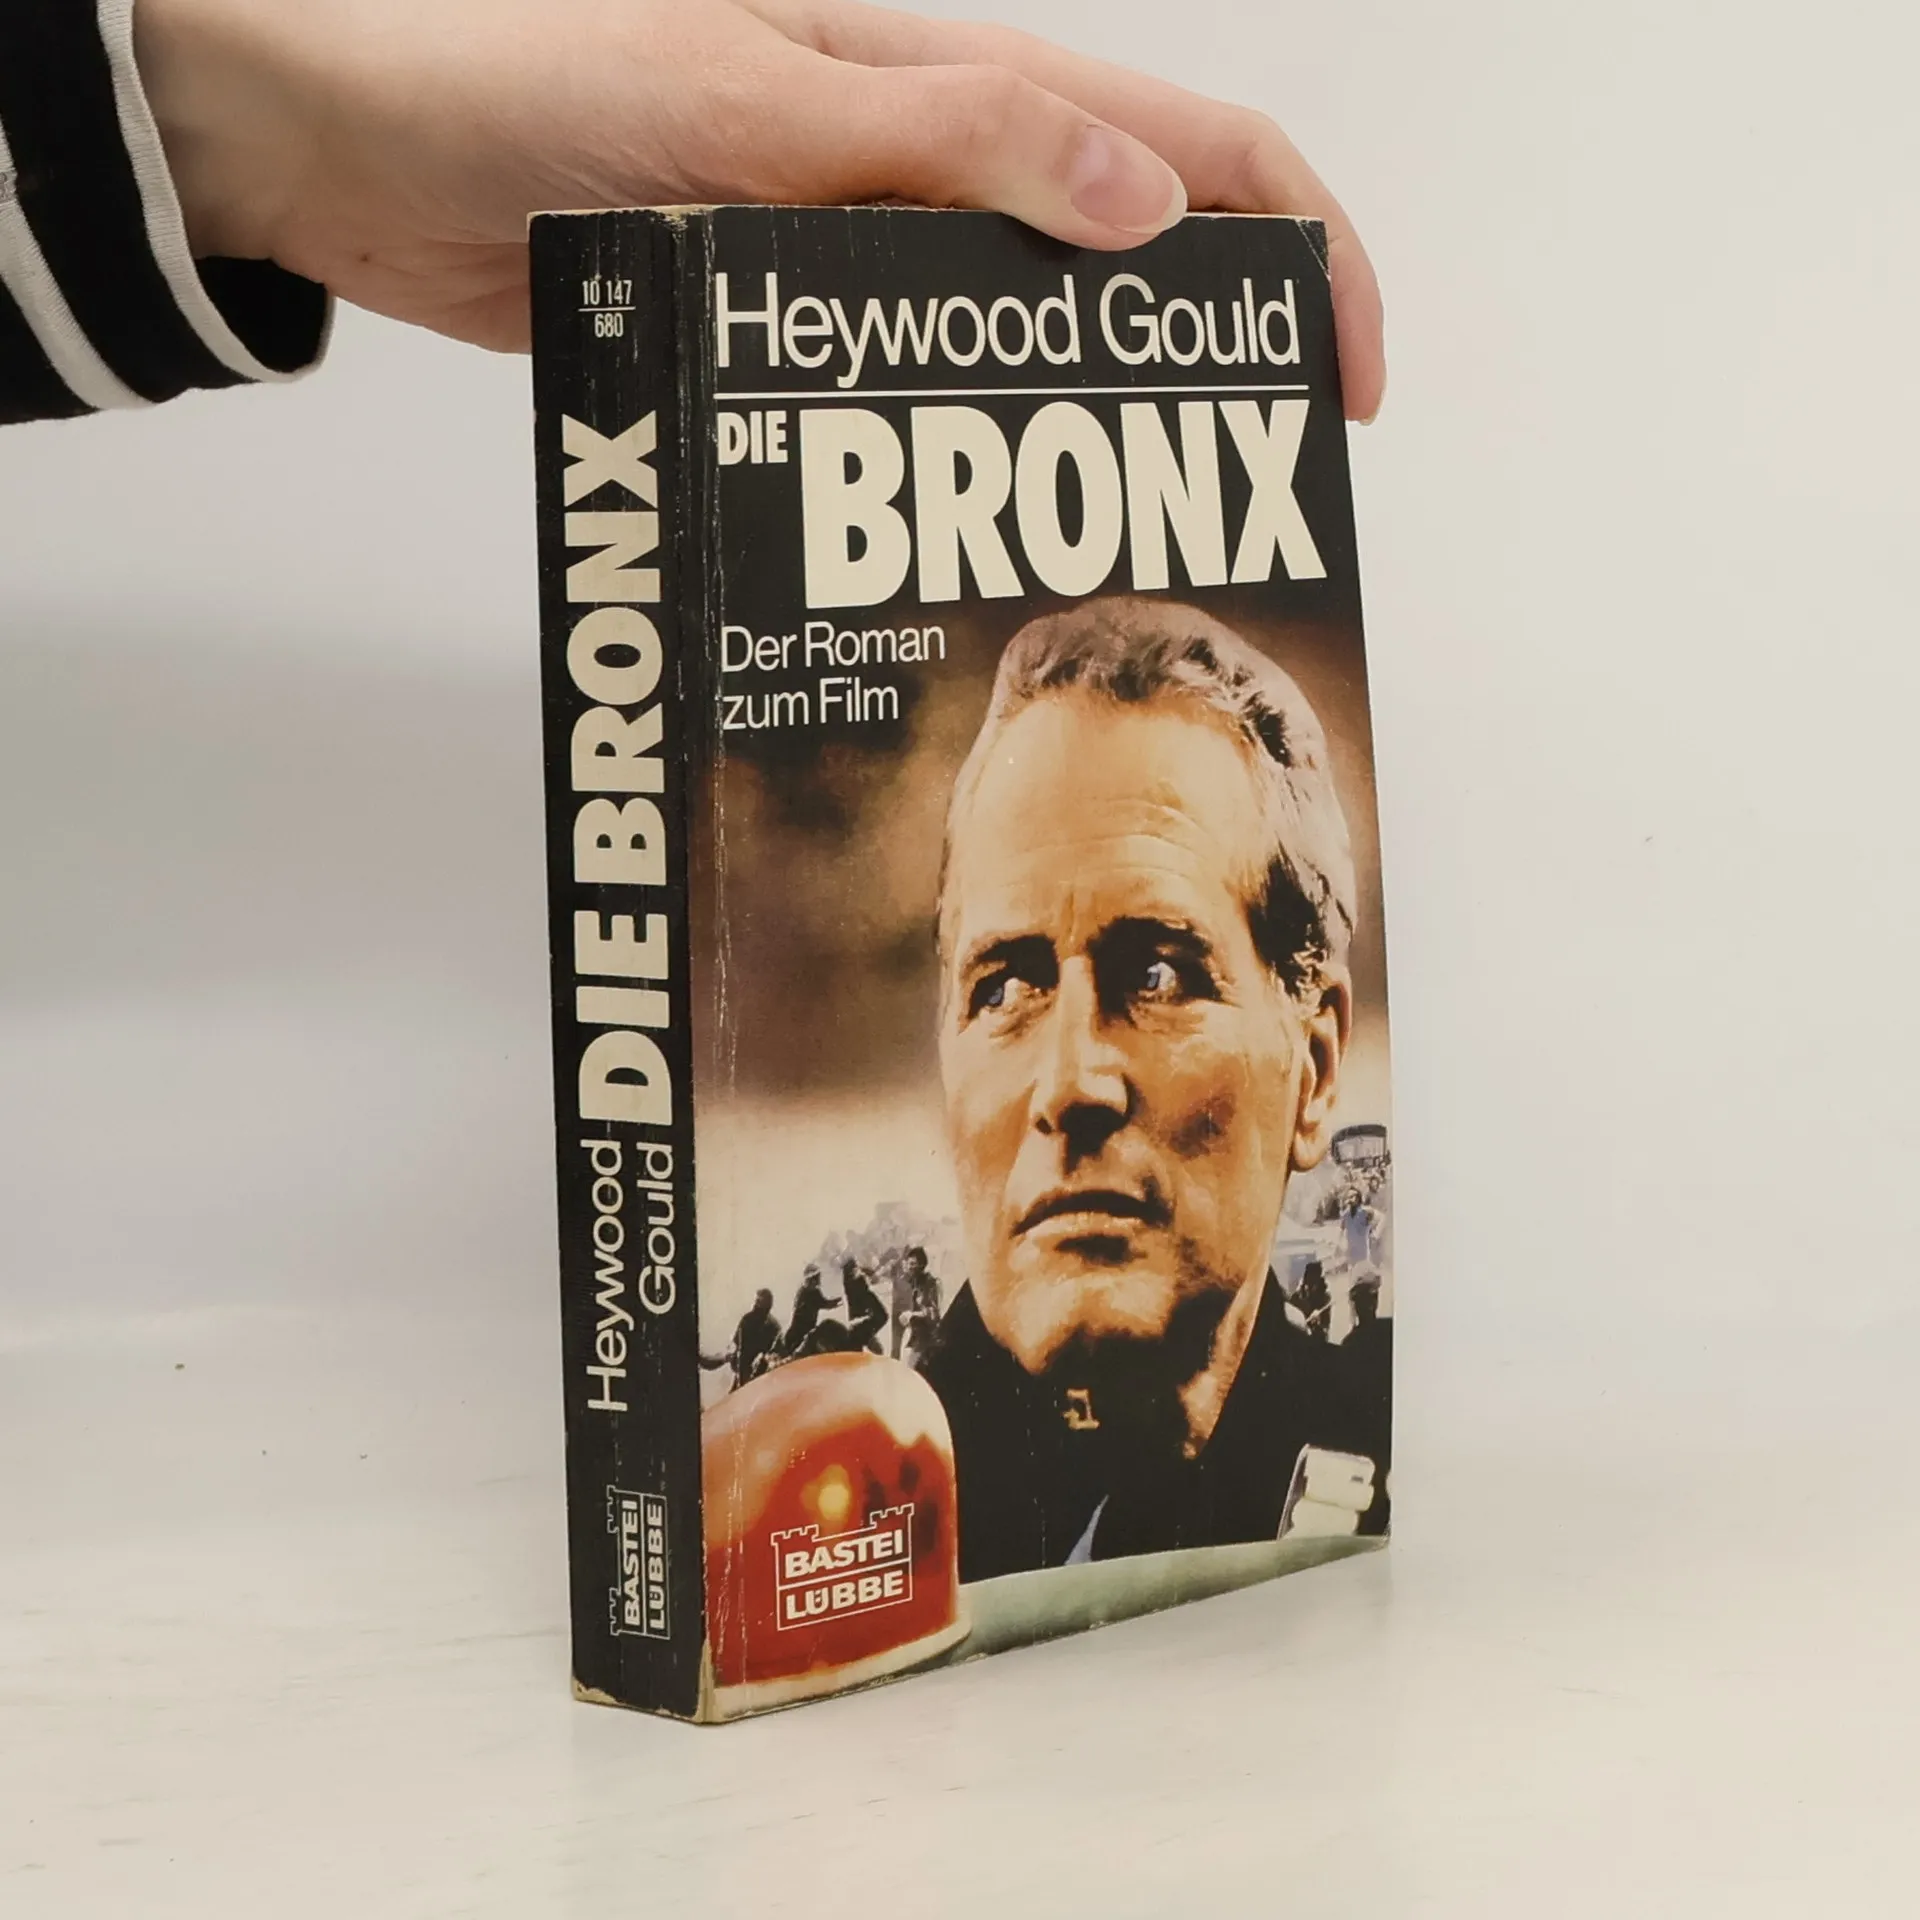 10 147
680
DIE BRONX
Heywood
Gould
BASTEI
LÜBBE
Heywood Gould
DIE BRONX
Der Roman
zum Film
1
BASTEI
LÜBBE